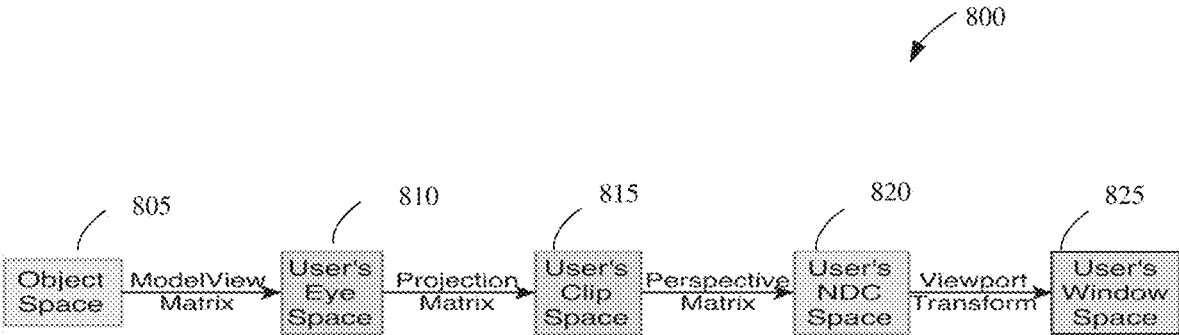 800
805
810
815
820
825
Object
Space
ModelView
Matrix
User's
Eye
Space
Projection
Matrix
User's
Clip
Space
Perspective
Matrix
User's
NDC
Space
Viewport
Transform
User's
Window
Space